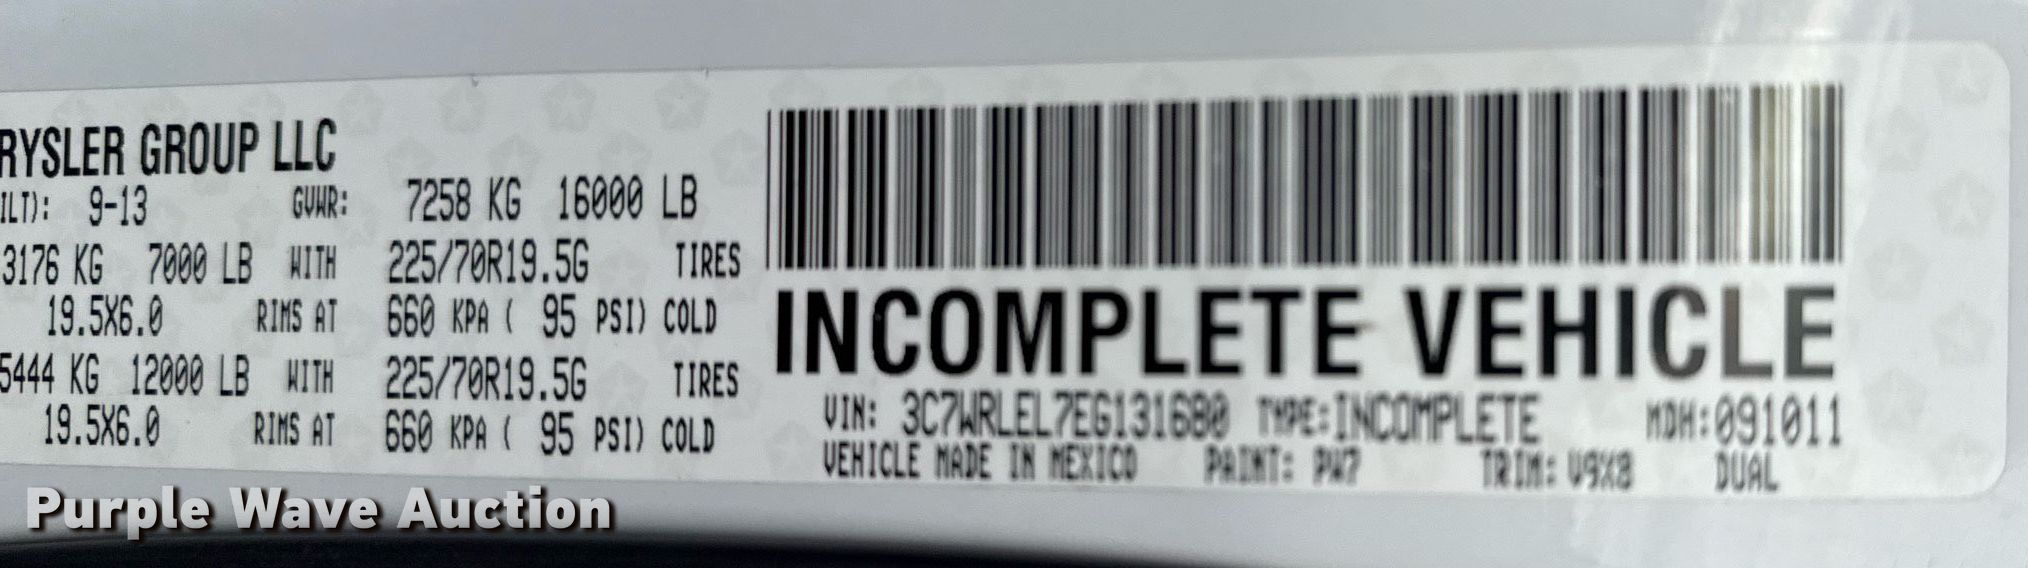 RYSLER GROUP LLC
ILT): 9-13 GVWR: 7258 KG 16000 LB
3176 KG 7000 LB WITH 225/70R19.5G TIRES
19.5X6.0 RIMS AT 660 KPA ( 95 PSI) COLD
5444 KG 12000 LB WITH 225/70R19.5G TIRES
19.5X6.0 RIMS AT 660 KPA ( 95 PSI) COLD
INCOMPLETE VEHICLE
VIN: 3C7WRLEL7EG131680 TYPE:INCOMPLETE MDH:091011
VEHICLE MADE IN MEXICO PAINT: PW7 TRIM: V9X8 DUAL
Purple Wave Auction